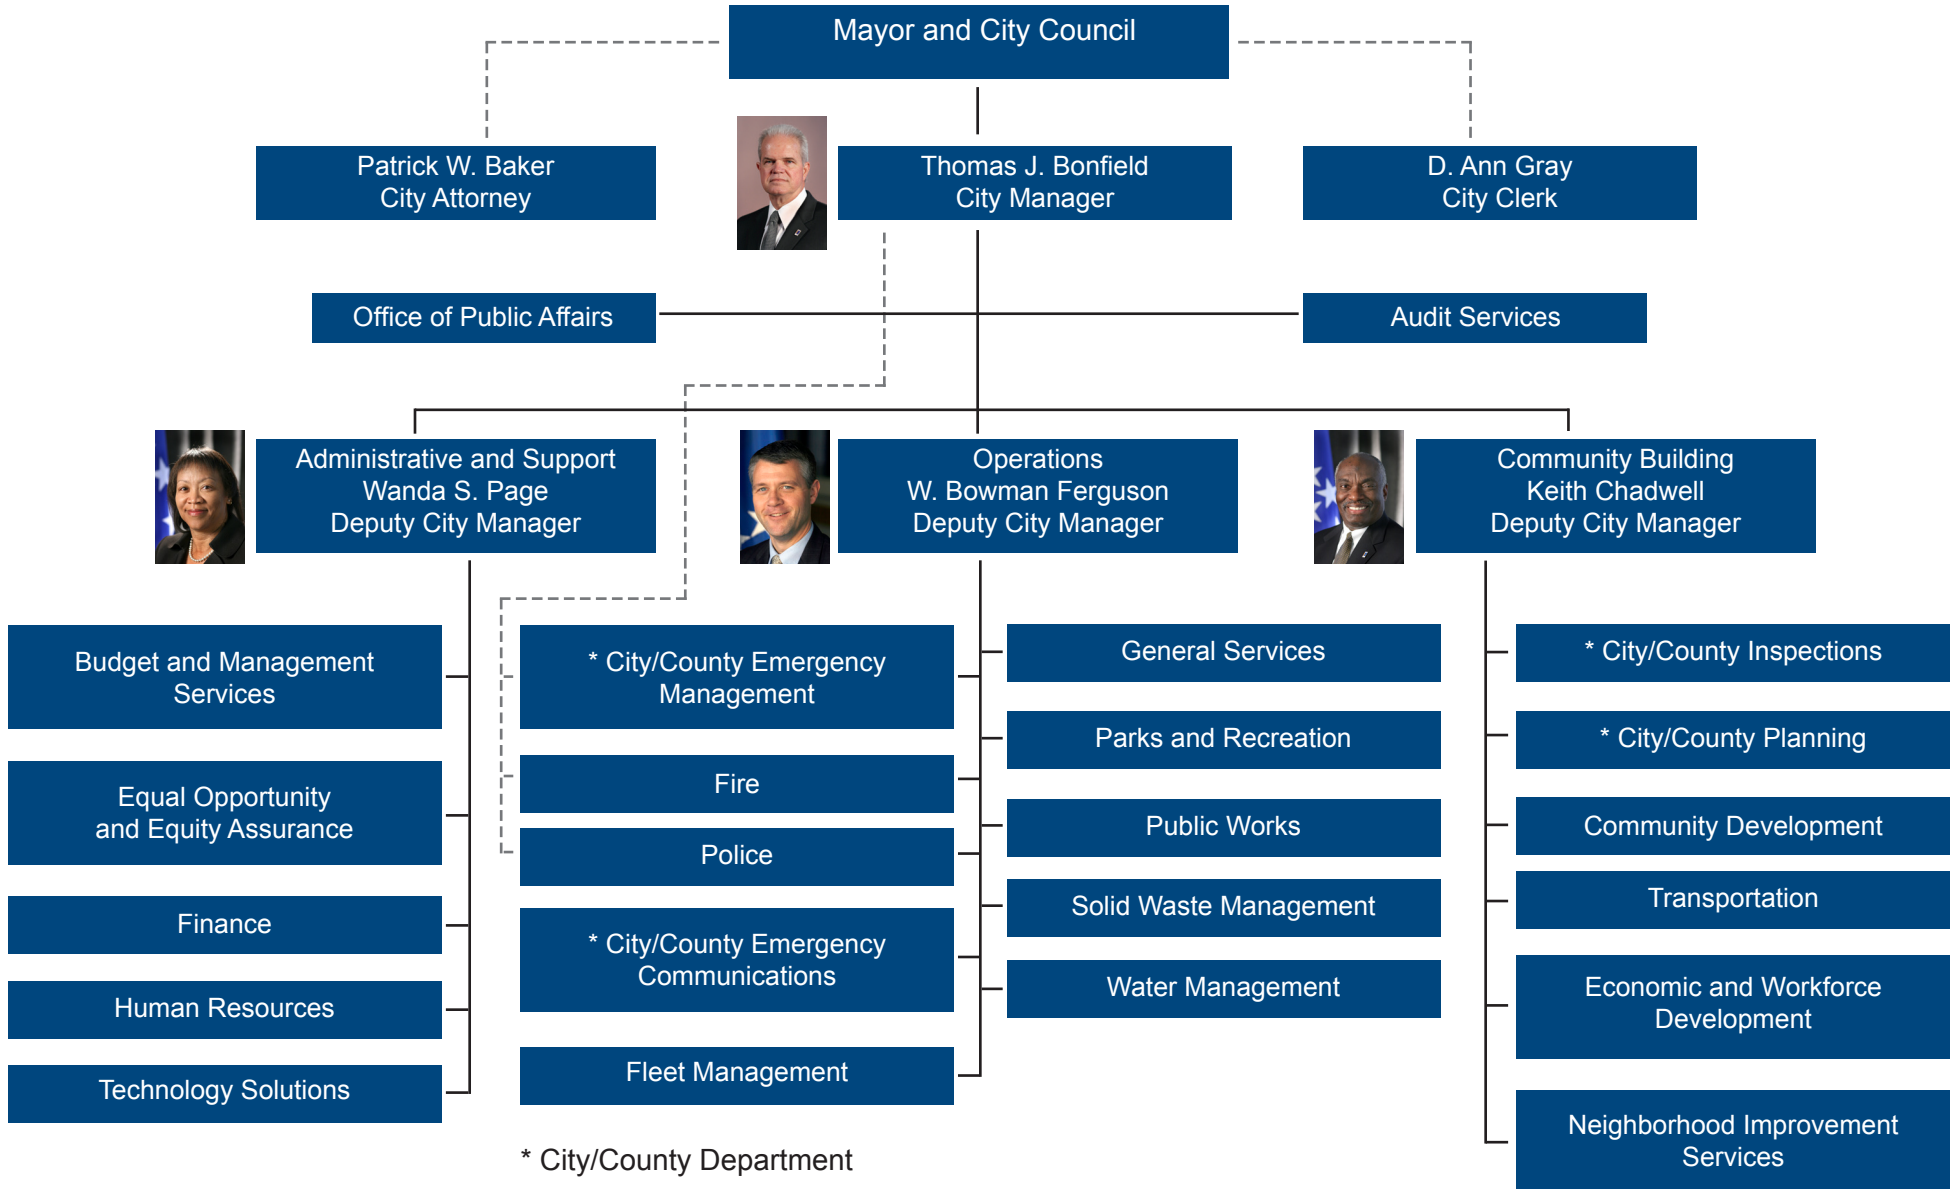 Mayor and City Council
Patrick W. Baker
City Attorney
Thomas J. Bonfield
City Manager
D. Ann Gray
City Clerk
Office of Public Affairs
Audit Services
Administrative and Support
Wanda S. Page
Deputy City Manager
Operations
W. Bowman Ferguson
Deputy City Manager
Community Building
Keith Chadwell
Deputy City Manager
Budget and Management
Services
Equal Opportunity
and Equity Assurance
Finance
Human Resources
Technology Solutions
* City/County Emergency
Management
Fire
Police
* City/County Emergency
Communications
Fleet Management
General Services
Parks and Recreation
Public Works
Solid Waste Management
Water Management
* City/County Inspections
* City/County Planning
Community Development
Transportation
Economic and Workforce
Development
Neighborhood Improvement
Services
* City/County Department